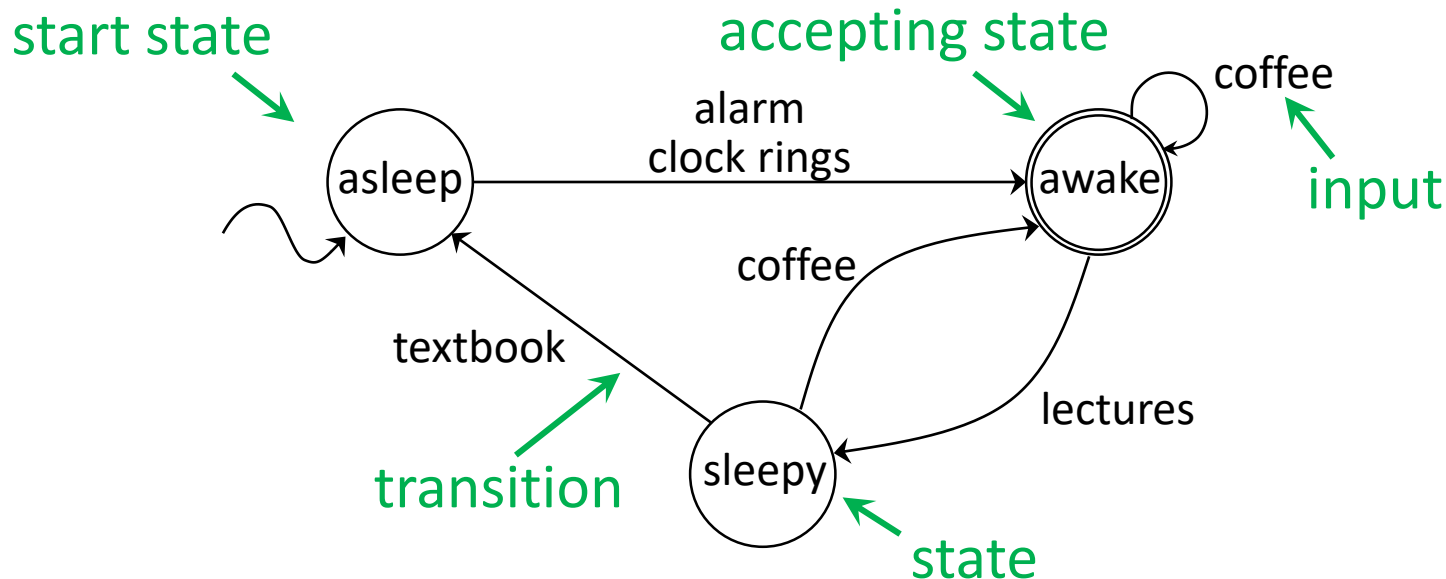 start state
accepting state
coffee
alarm
clock rings
asleep
awake
input
coffee
textbook
lectures
sleepy
transition
state